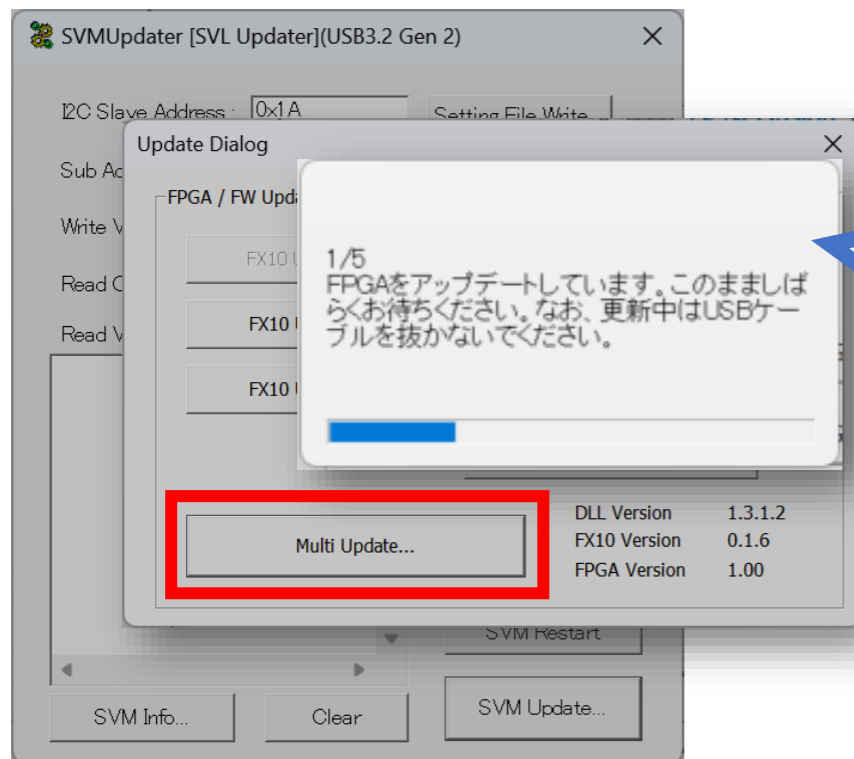 SVMUpdater [SVL Updater](USB3.2 Gen 2)
I2C Slave Address : 0x1A
Setting File Write
Update Dialog
Sub
FPGA / FW
Write
FX10
Read
FX10
Read
FX10
1/5
FPGAをアップデートしています。このまましば
らくお待ちください。なお、更新中はUSBケー
ブルを抜かないでください。
Multi Update...
DLL Version 1.3.1.2
FX10 Version 0.1.6
FPGA Version 1.00
SVM Restart
SVM Info...
Clear
SVM Update...